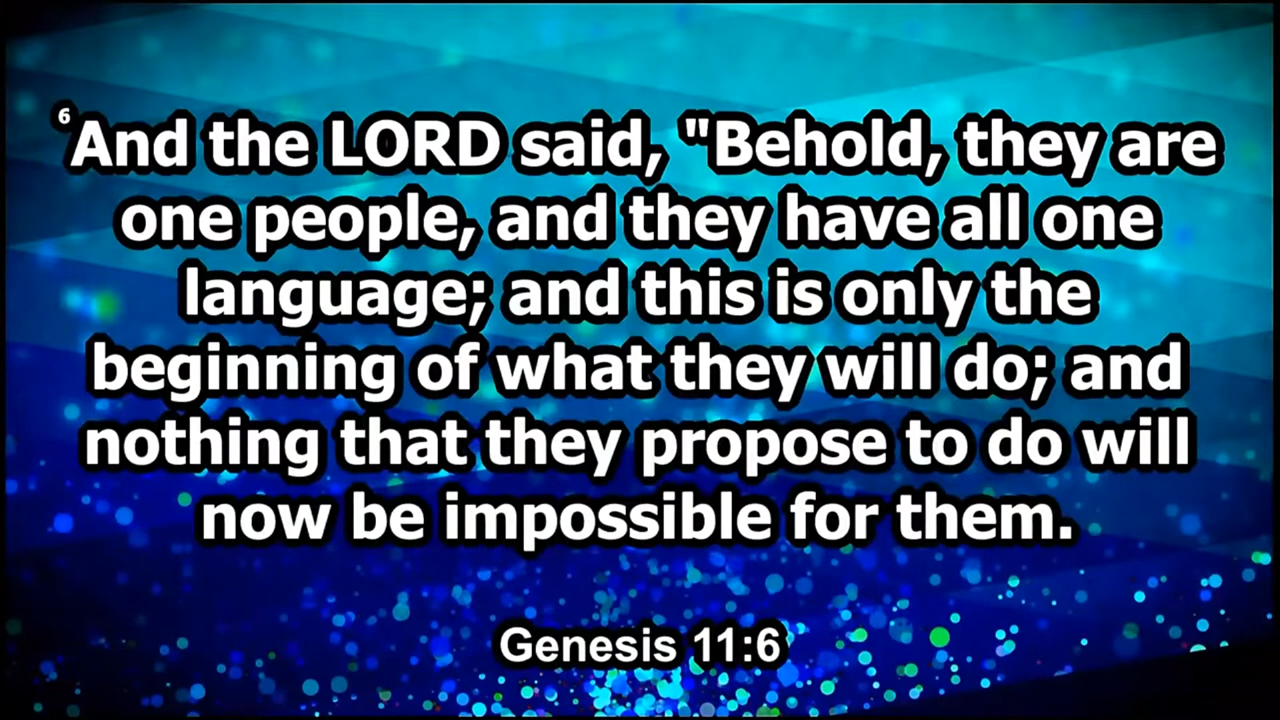 6 And the LORD said, "Behold, they are
one people, and they have all one
language; and this is only the
beginning of what they will do; and
nothing that they propose to do will
now be impossible for them.
Genesis 11:6